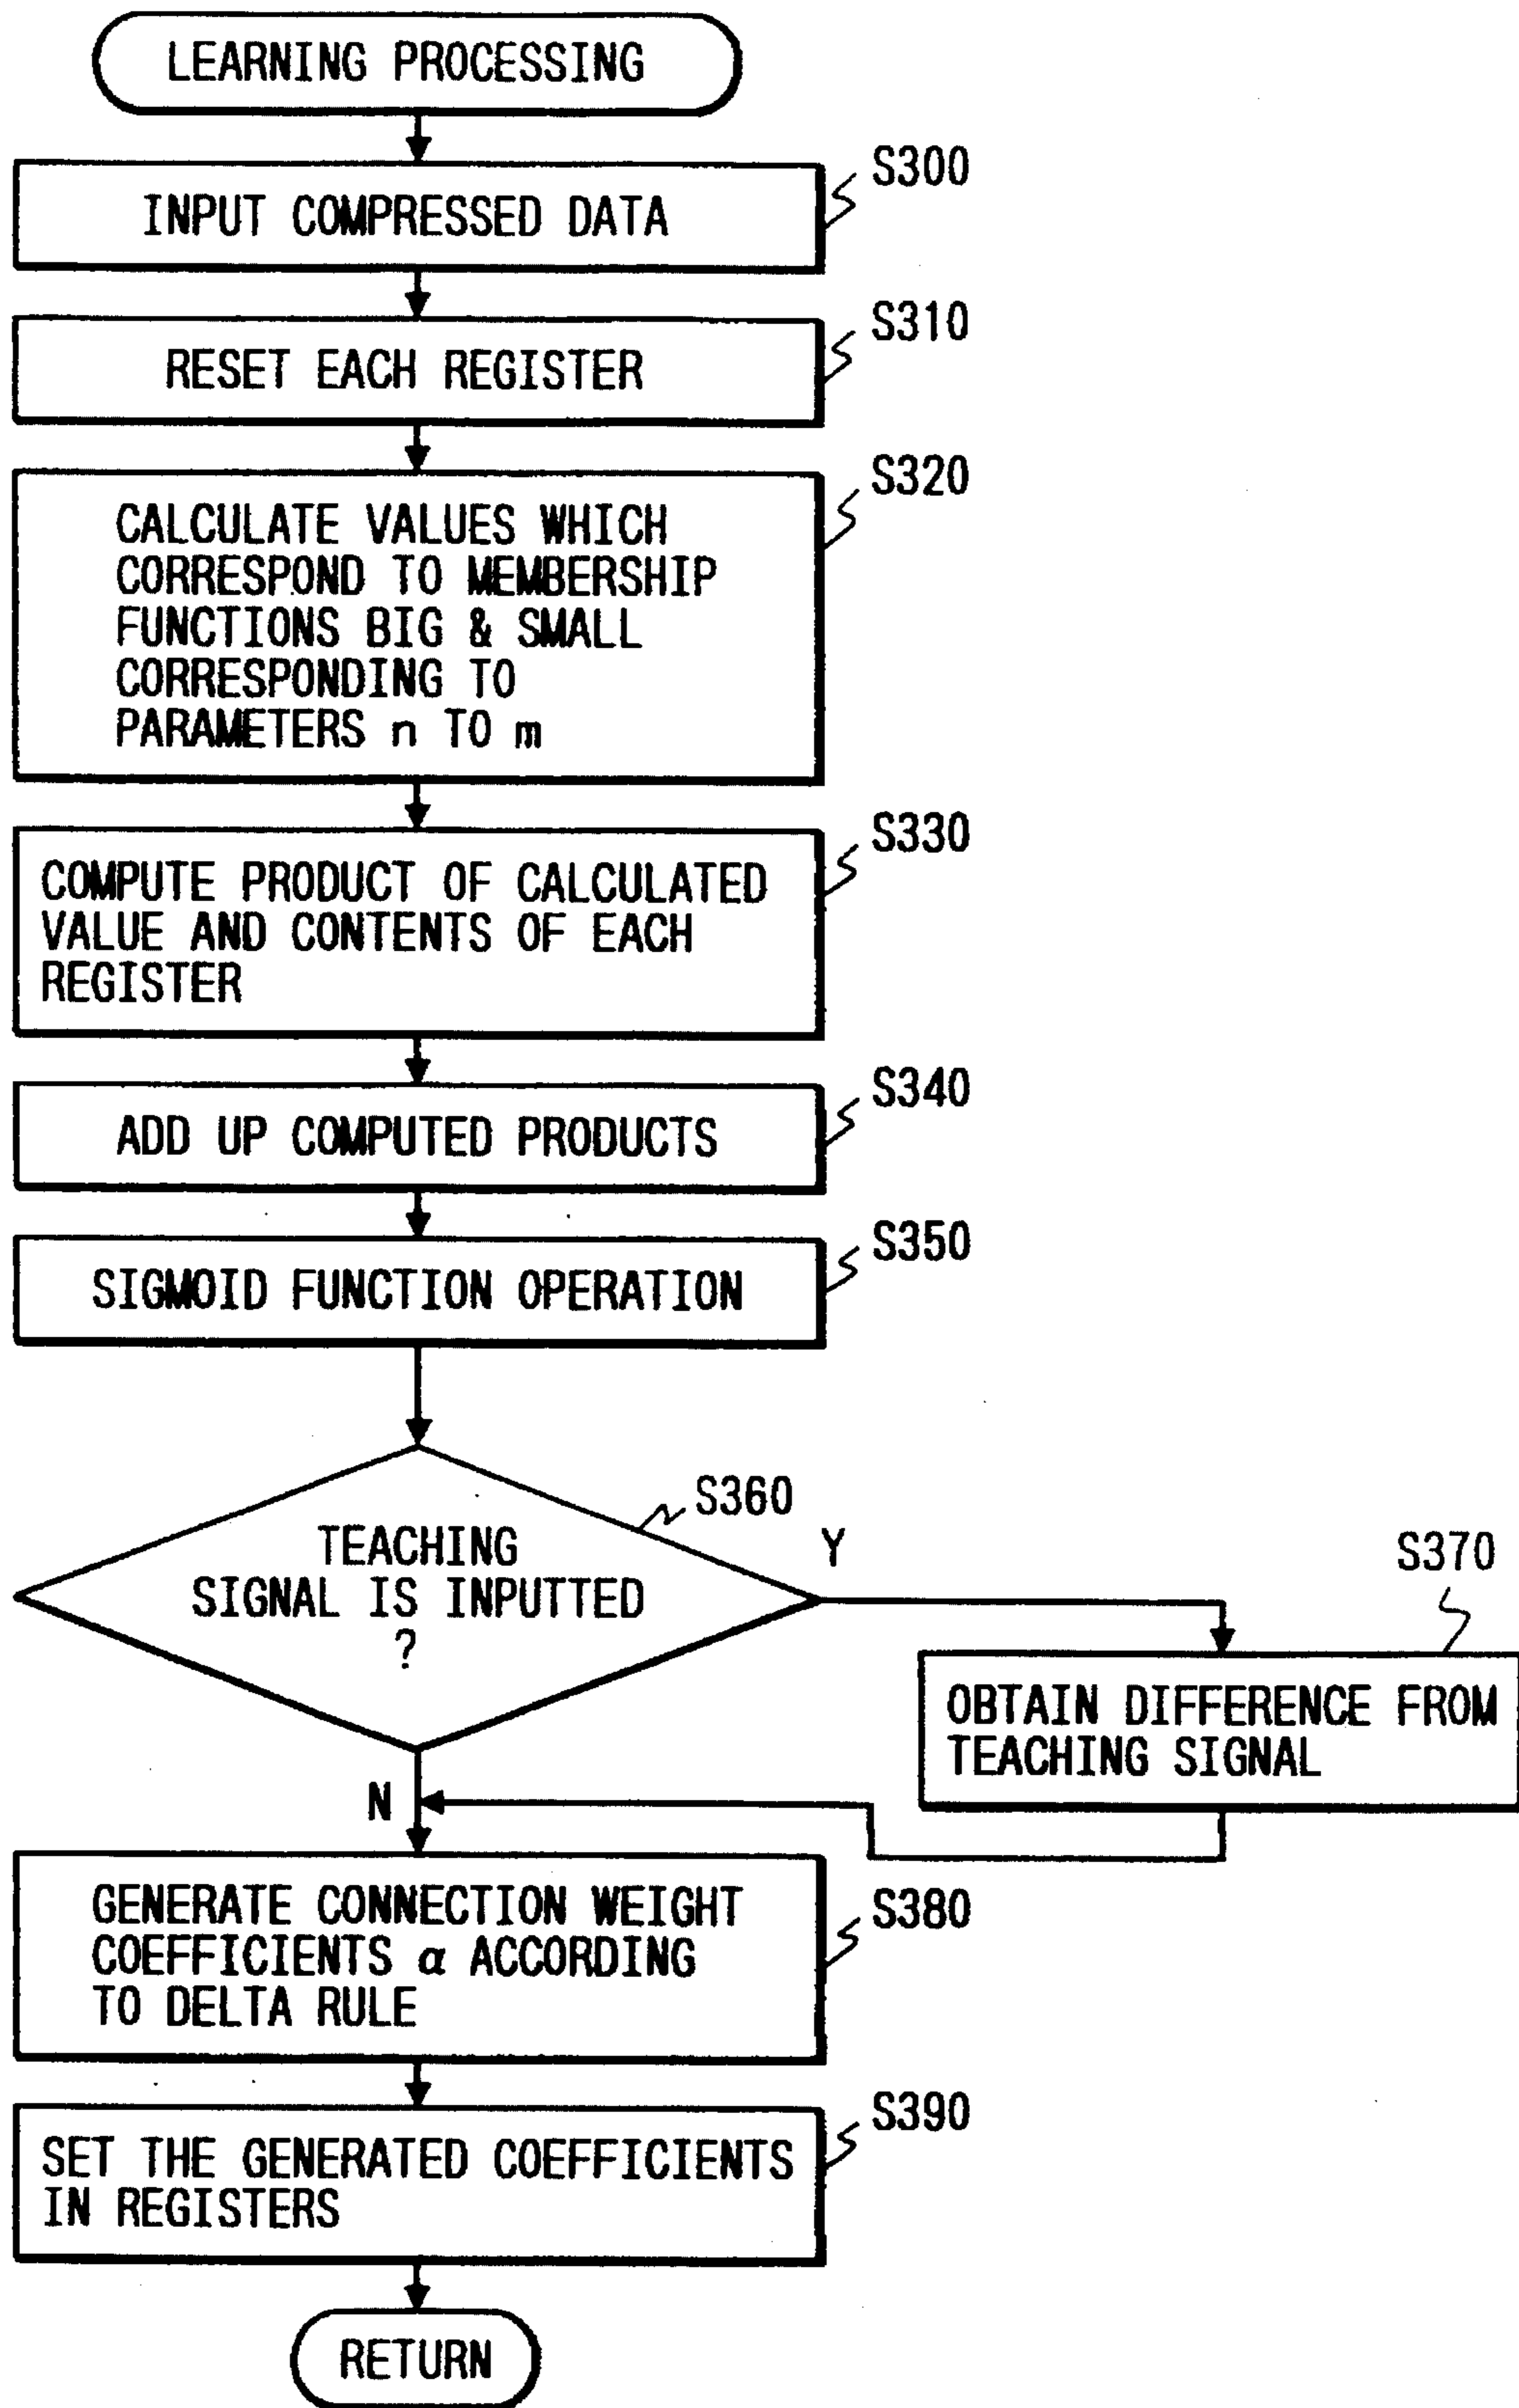 LEARNING PROCESSING
S300
INPUT COMPRESSED DATA
S310
RESET EACH REGISTER
S320
CALCULATE VALUES WHICH
CORRESPOND TO MEMBERSHIP
FUNCTIONS BIG & SMALL
CORRESPONDING TO
PARAMETERS n TO m
S330
COMPUTE PRODUCT OF CALCULATED
VALUE AND CONTENTS OF EACH
REGISTER
S340
ADD UP COMPUTED PRODUCTS
S350
SIGMOID FUNCTION OPERATION
S360
TEACHING
SIGNAL IS INPUTTED
?
Y
S370
OBTAIN DIFFERENCE FROM
TEACHING SIGNAL
N
S380
GENERATE CONNECTION WEIGHT
COEFFICIENTS α ACCORDING
TO DELTA RULE
S390
SET THE GENERATED COEFFICIENTS
IN REGISTERS
RETURN